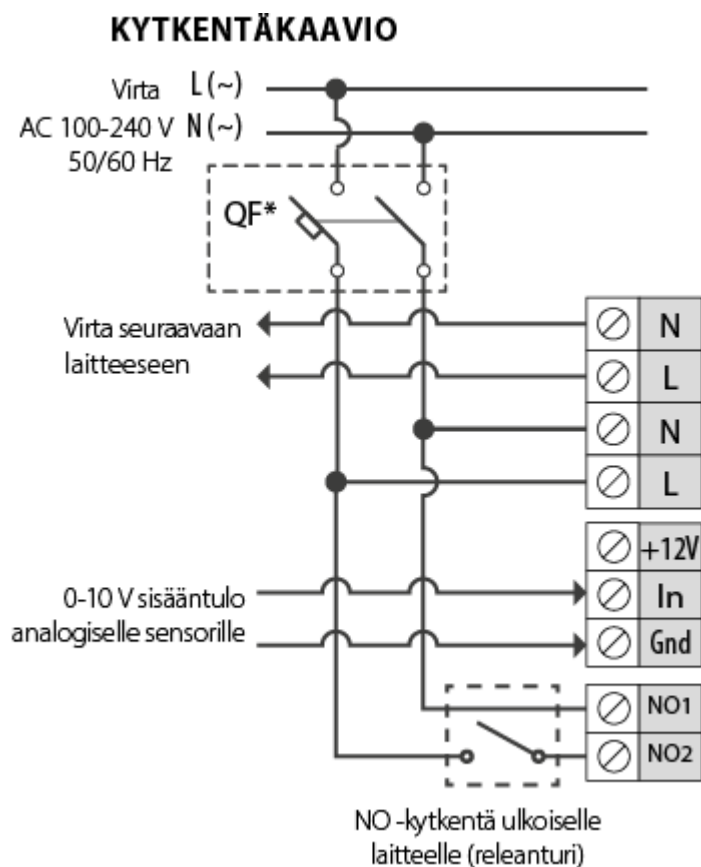 KYTKENTÄKAAVIO
Virta L (~)
AC 100-240 V N (~)
50/60 Hz
QF*
Virta seuraavaan
laitteeseen
N
L
N
L
+12V
0-10 V sisääntulo
analogiselle sensorille
In
Gnd
NO1
NO2
NO -kytkentä ulkoiselle
laitteelle (releanturi)